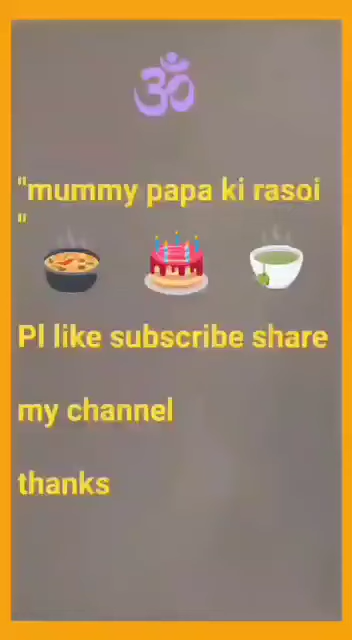 ॐ
"mummy papa ki rasoi
"
Pl like subscribe share
my channel
thanks